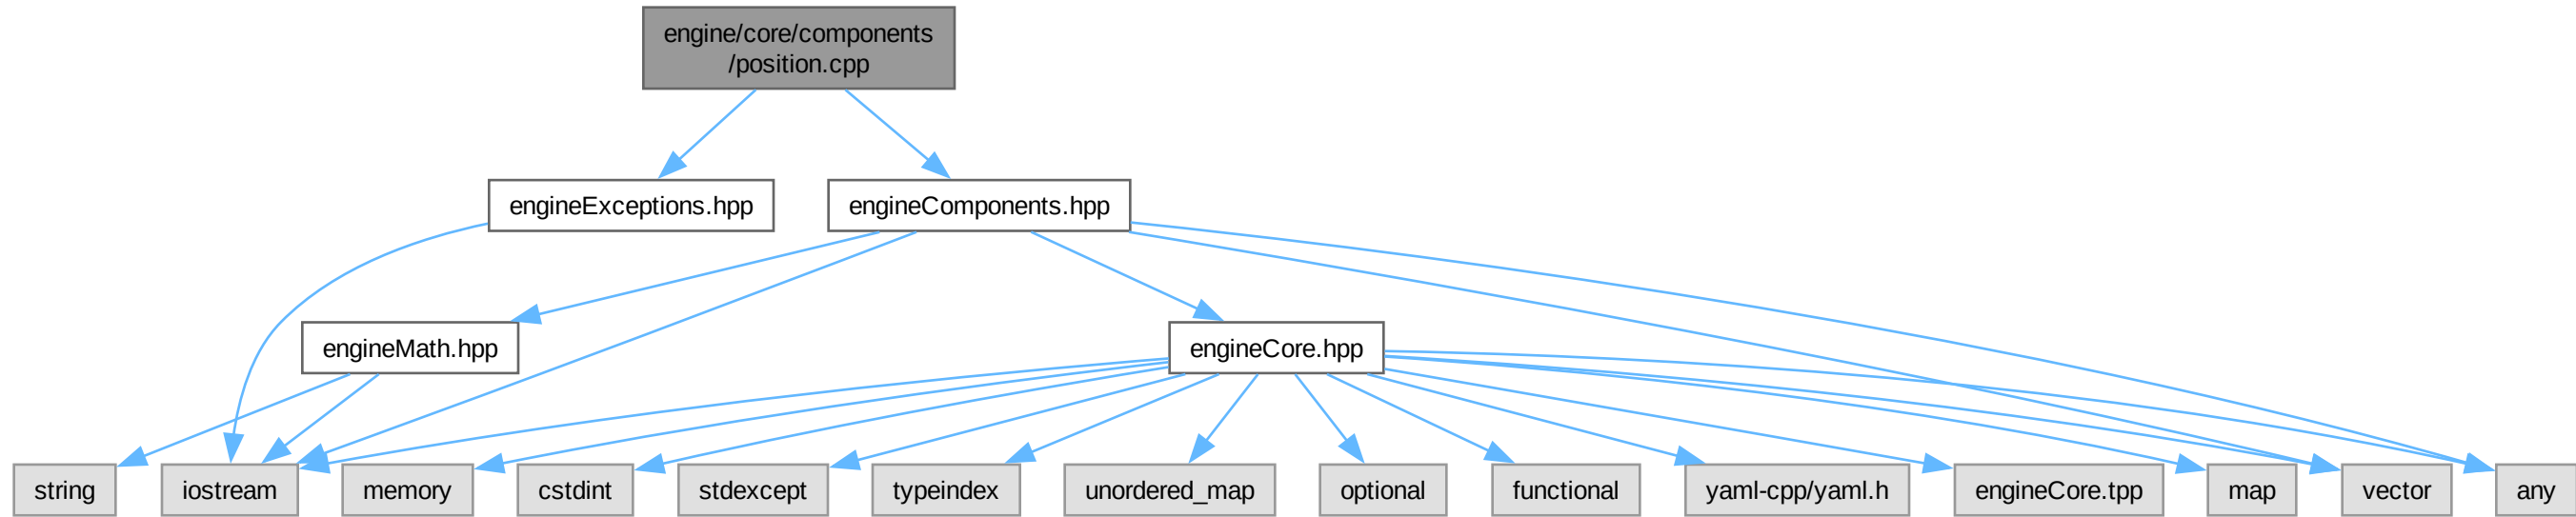 engine/core/components
/position.cpp
engineExceptions.hpp
engineComponents.hpp
engineMath.hpp
engineCore.hpp
string
iostream
memory
cstdint
stdexcept
typeindex
unordered_map
optional
functional
yaml-cpp/yaml.h
engineCore.tpp
map
vector
any